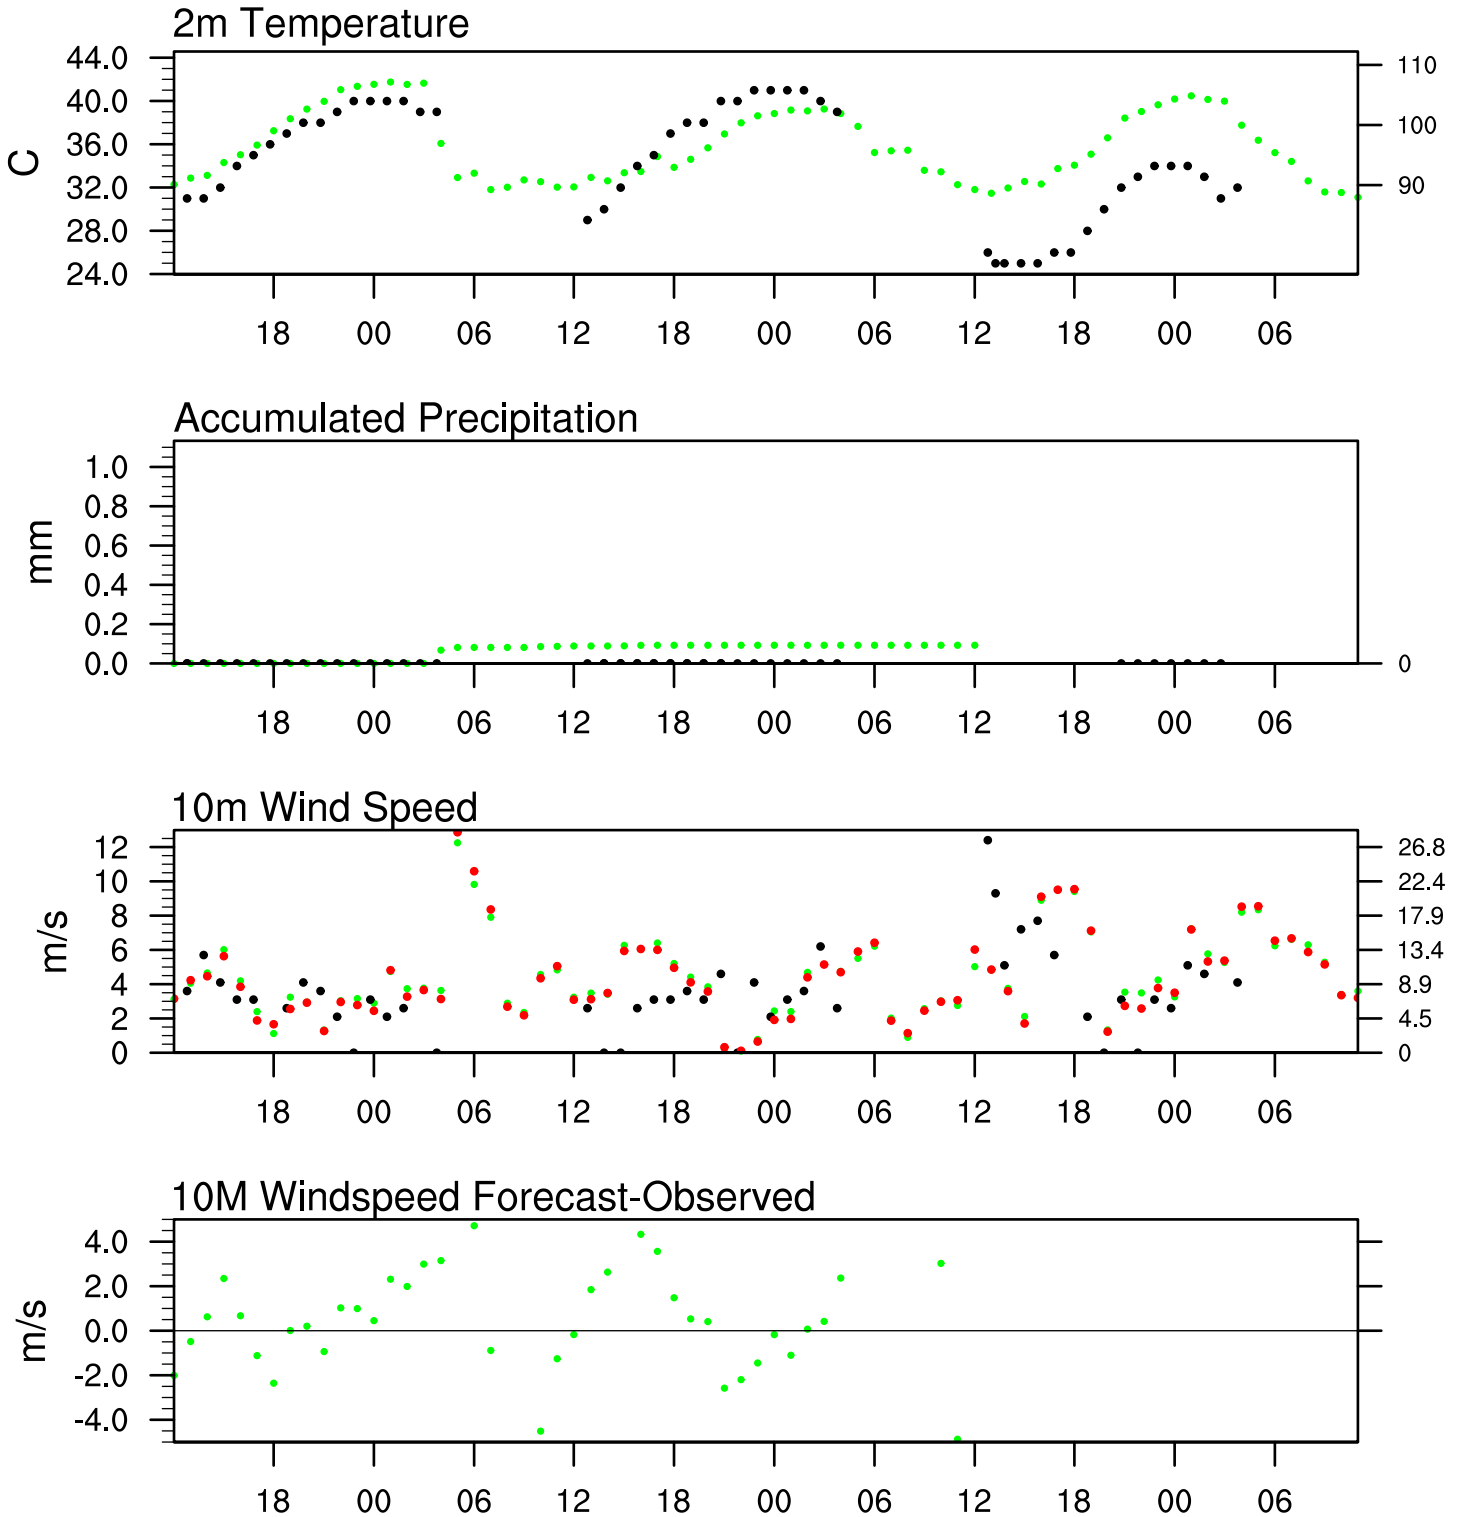 2m Temperature
44.0
40.0
36.0
32.0
28.0
24.0
C
110
100
90
18 00 06 12 18 00 06 12 18 00 06
Accumulated Precipitation
1.0
0.8
0.6
0.4
0.2
0.0
mm
0
18 00 06 12 18 00 06 12 18 00 06
10m Wind Speed
12
10
8
6
4
2
0
m/s
26.8
22.4
17.9
13.4
8.9
4.5
0
18 00 06 12 18 00 06 12 18 00 06
10M Windspeed Forecast-Observed
4.0
2.0
0.0
-2.0
-4.0
m/s
18 00 06 12 18 00 06 12 18 00 06